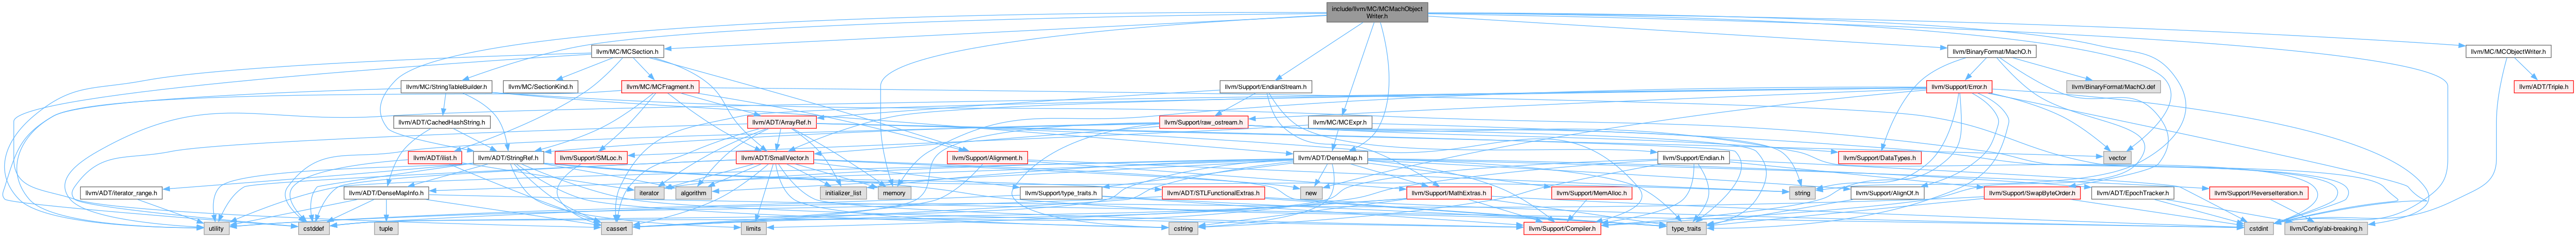 include/llvm/MC/MCMachObject
Writer.h
llvm/MC/MCSection.h
llvm/BinaryFormat/MachO.h
llvm/MC/MCObjectWriter.h
llvm/MC/StringTableBuilder.h
llvm/MC/SectionKind.h
llvm/MC/MCFragment.h
llvm/Support/EndianStream.h
llvm/Support/Error.h
llvm/BinaryFormat/MachO.def
llvm/ADT/Triple.h
llvm/ADT/CachedHashString.h
llvm/ADT/ArrayRef.h
llvm/Support/raw_ostream.h
llvm/MC/MCExpr.h
llvm/ADT/ilist.h
llvm/ADT/StringRef.h
llvm/Support/SMLoc.h
llvm/ADT/SmallVector.h
llvm/Support/Alignment.h
llvm/ADT/DenseMap.h
llvm/Support/Endian.h
llvm/Support/DataTypes.h
vector
llvm/ADT/iterator_range.h
llvm/ADT/DenseMapInfo.h
iterator
algorithm
initializer_list
memory
llvm/Support/type_traits.h
llvm/ADT/STLFunctionalExtras.h
new
llvm/Support/MathExtras.h
llvm/Support/MemAlloc.h
string
llvm/Support/AlignOf.h
llvm/Support/SwapByteOrder.h
llvm/ADT/EpochTracker.h
llvm/Support/ReverseIteration.h
utility
cstddef
tuple
cassert
limits
cstring
llvm/Support/Compiler.h
type_traits
cstdint
llvm/Config/abi-breaking.h